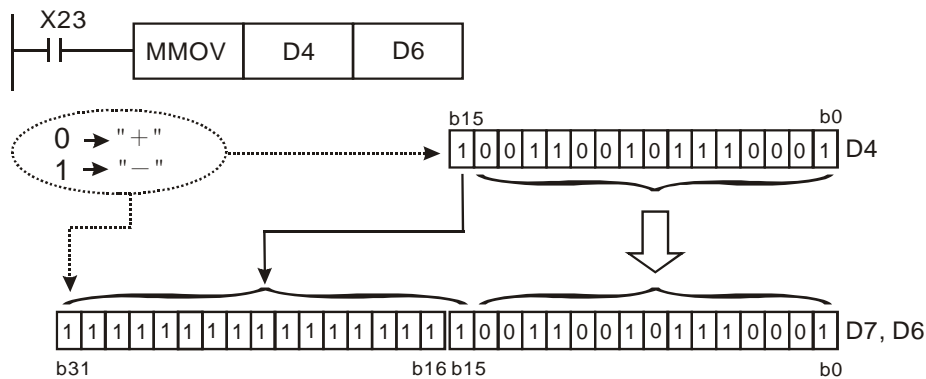 X23
MMOV D4 D6
b15 b0
0 "+"
1 "−"
1 0 0 1 1 0 0 1 0 1 1 1 0 0 0 1 D4
1 1 1 1 1 1 1 1 1 1 1 1 1 1 1 1 1 0 0 1 1 0 0 1 0 1 1 1 0 0 0 1 D7, D6
b31 b16 b15 b0